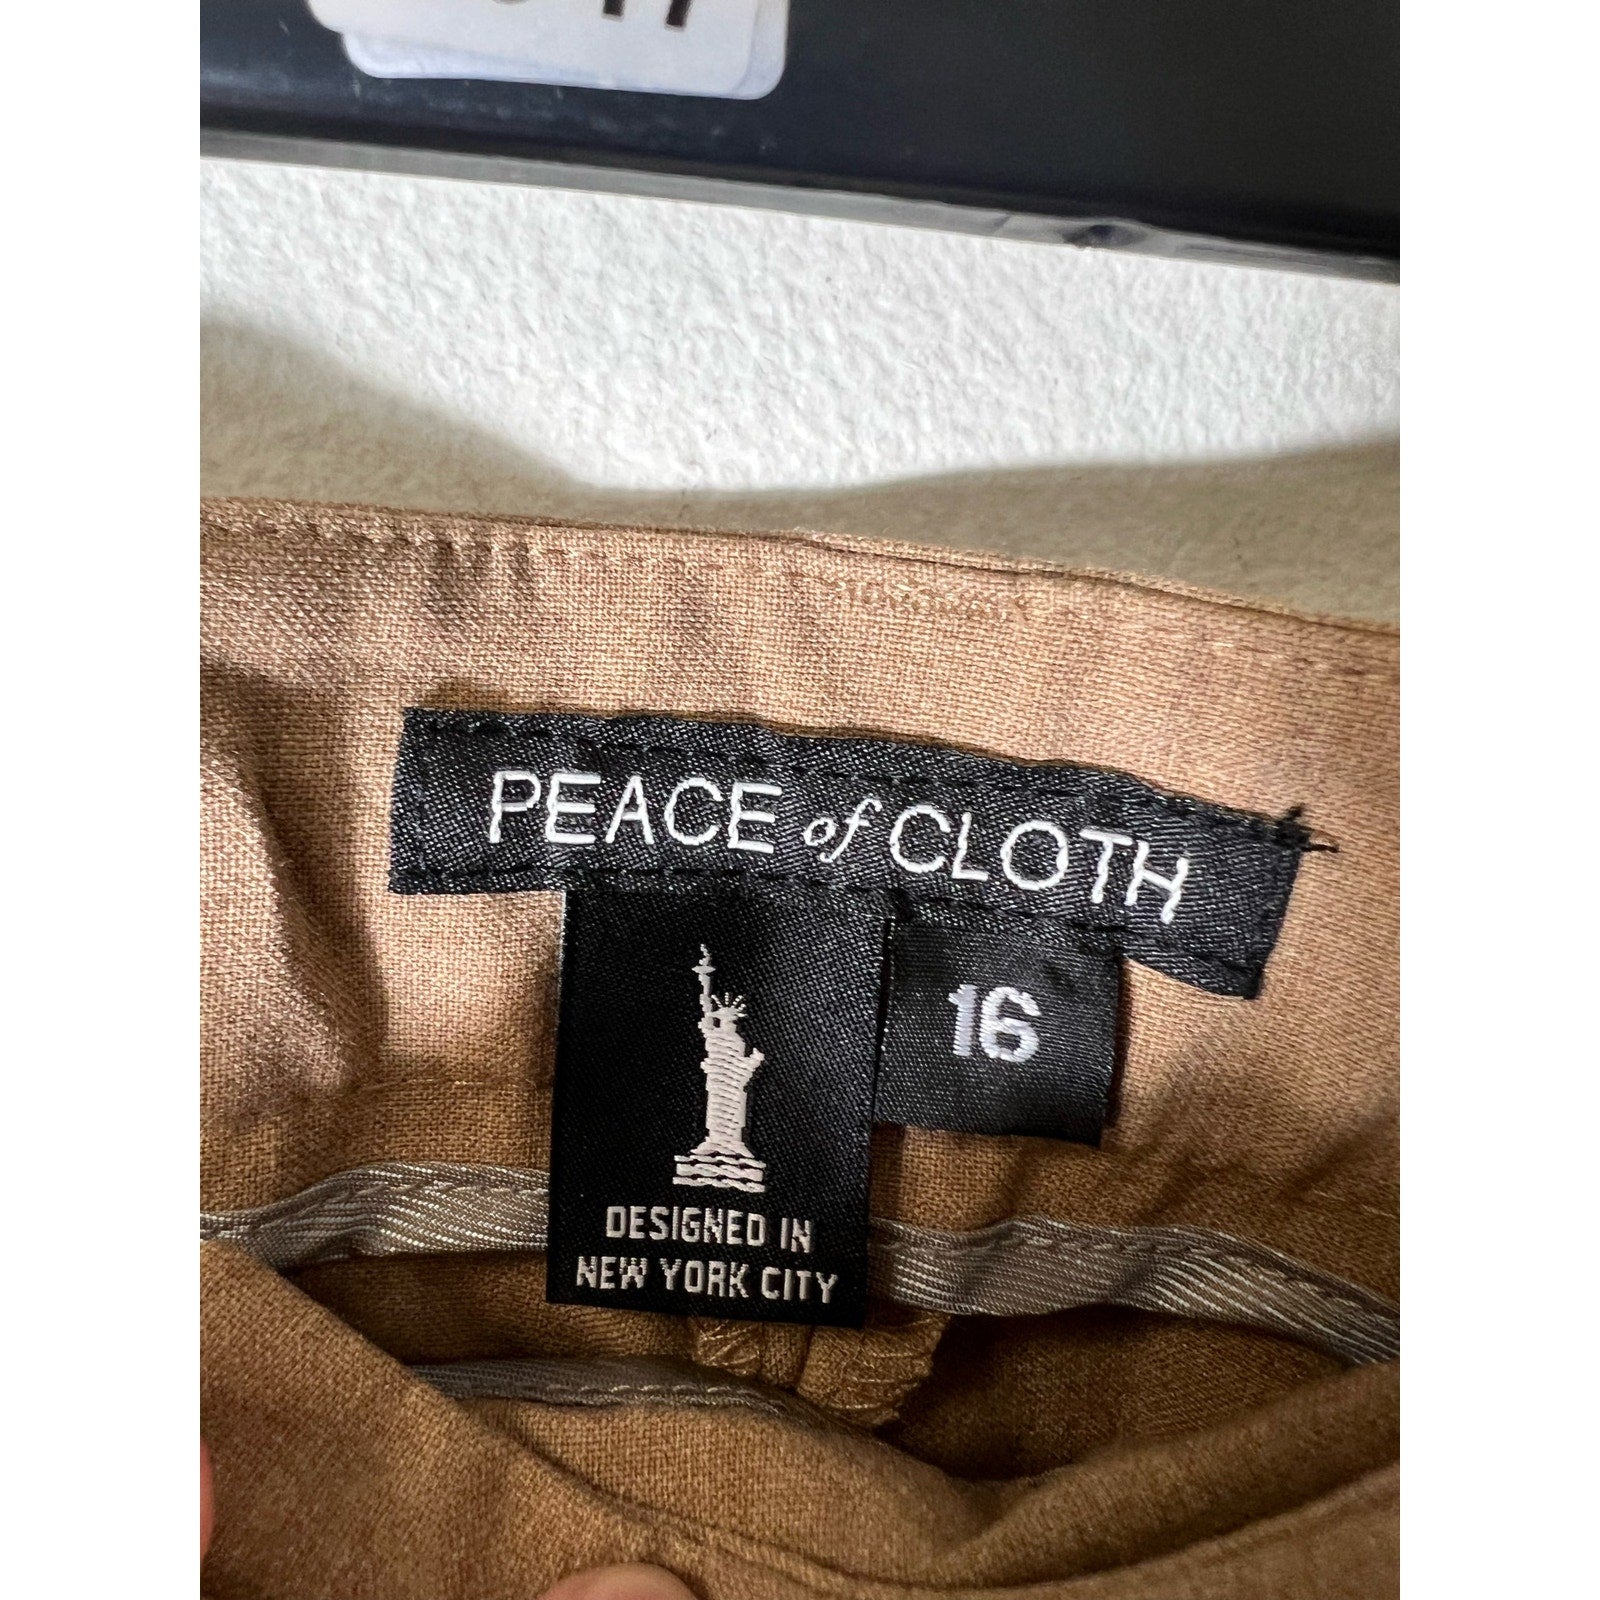 PEACE of CLOTH
16
DESIGNED IN
NEW YORK CITY